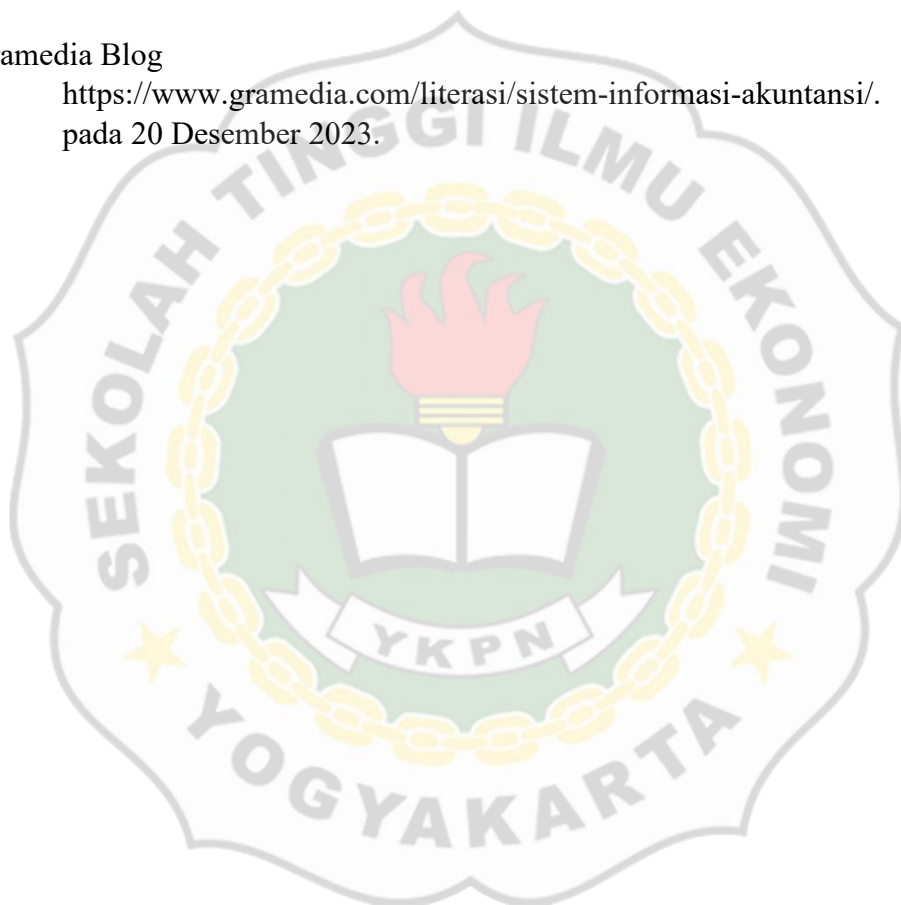 ramedia Blog
https://www.gramedia.com/literasi/sistem-informasi-akuntansi/.
pada 20 Desember 2023.
SEKOLAH TINGGI ILMU EKONOMI
YKPN
YOGYAKARTA